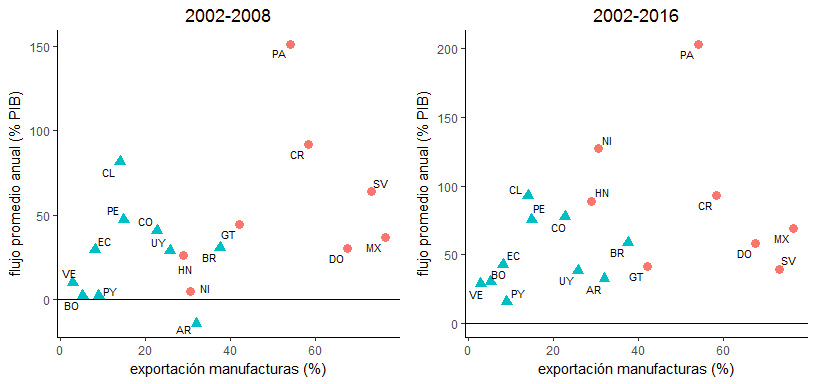 2002-2008
flujo promedio anual (% PIB)
150
100
50
0
PA
CR
CL
SV
PE
CO
GT
MX
EC
UY
BR
DO
HN
VE
NI
PY
BO
AR
0
20
40
60
exportación manufacturas (%)
2002-2016
flujo promedio anual (% PIB)
200
150
100
50
0
PA
NI
HN
CL
CR
PE
CO
MX
BR
DO
EC
SV
BO
UY
GT
AR
VE
PY
0
20
40
60
exportación manufacturas (%)